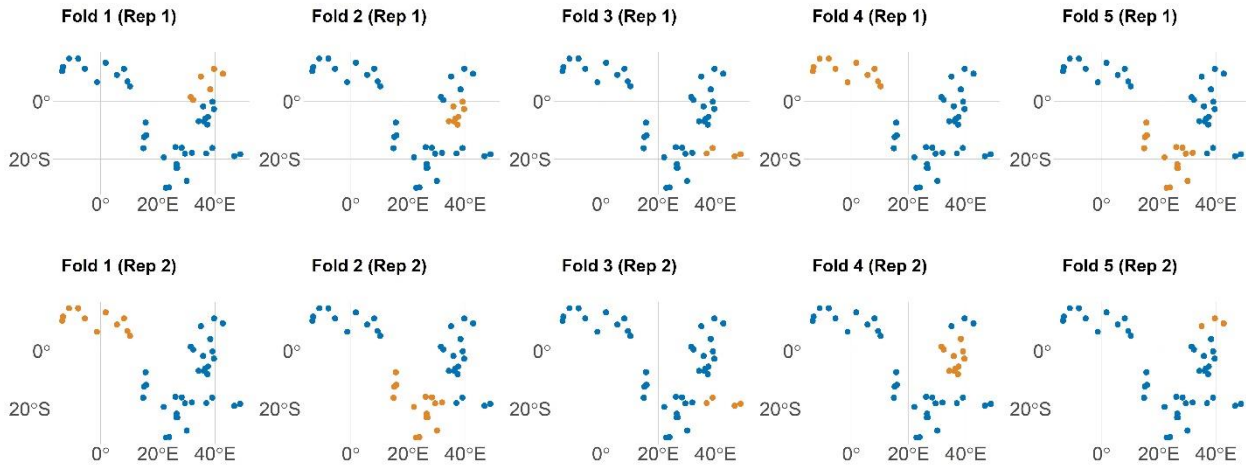 Fold 1 (Rep 1) Fold 2 (Rep 1) Fold 3 (Rep 1) Fold 4 (Rep 1) Fold 5 (Rep 1)
0° 0° 0° 0° 0°
20°S 20°S 20°S 20°S 20°S
0° 20°E 40°E 0° 20°E 40°E 0° 20°E 40°E 0° 20°E 40°E 0° 20°E 40°E
Fold 1 (Rep 2) Fold 2 (Rep 2) Fold 3 (Rep 2) Fold 4 (Rep 2) Fold 5 (Rep 2)
0° 0° 0° 0° 0°
20°S 20°S 20°S 20°S 20°S
0° 20°E 40°E 0° 20°E 40°E 0° 20°E 40°E 0° 20°E 40°E 0° 20°E 40°E